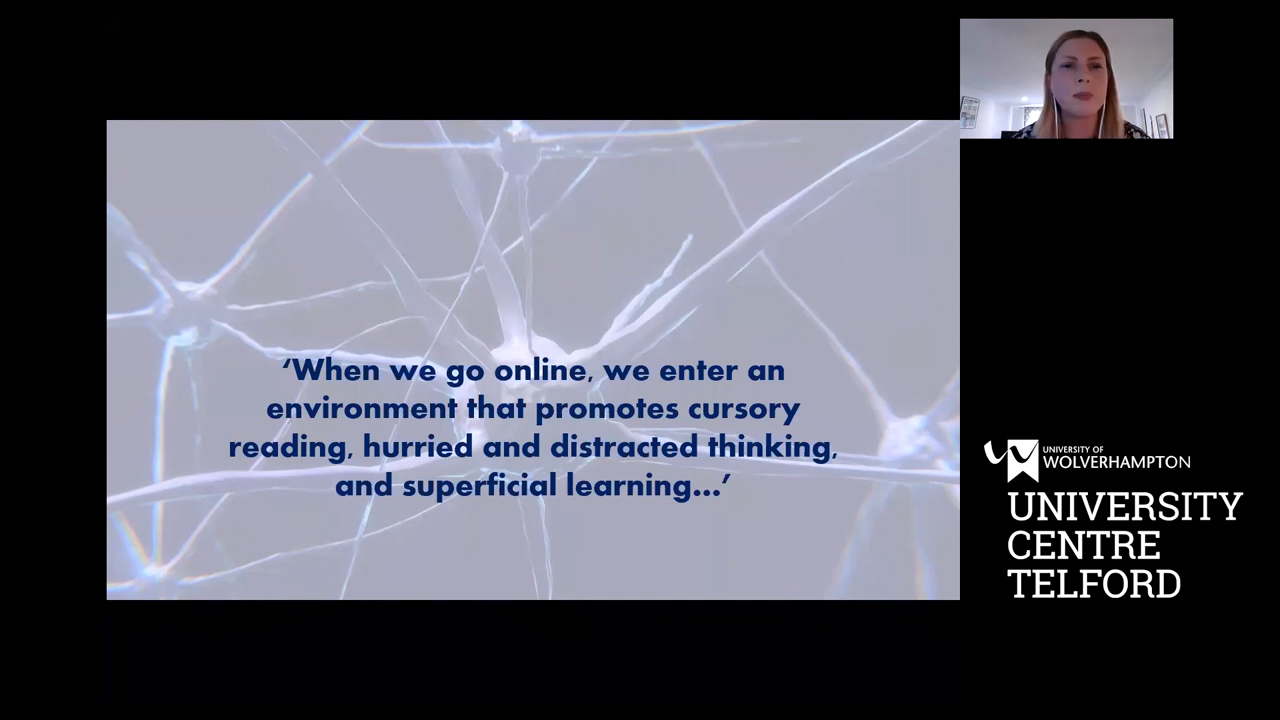 ‘When we go online, we enter an
environment that promotes cursory
reading, hurried and distracted thinking,
and superficial learning...’
UNIVERSITY OF
WOLVERHAMPTON
UNIVERSITY
CENTRE
TELFORD